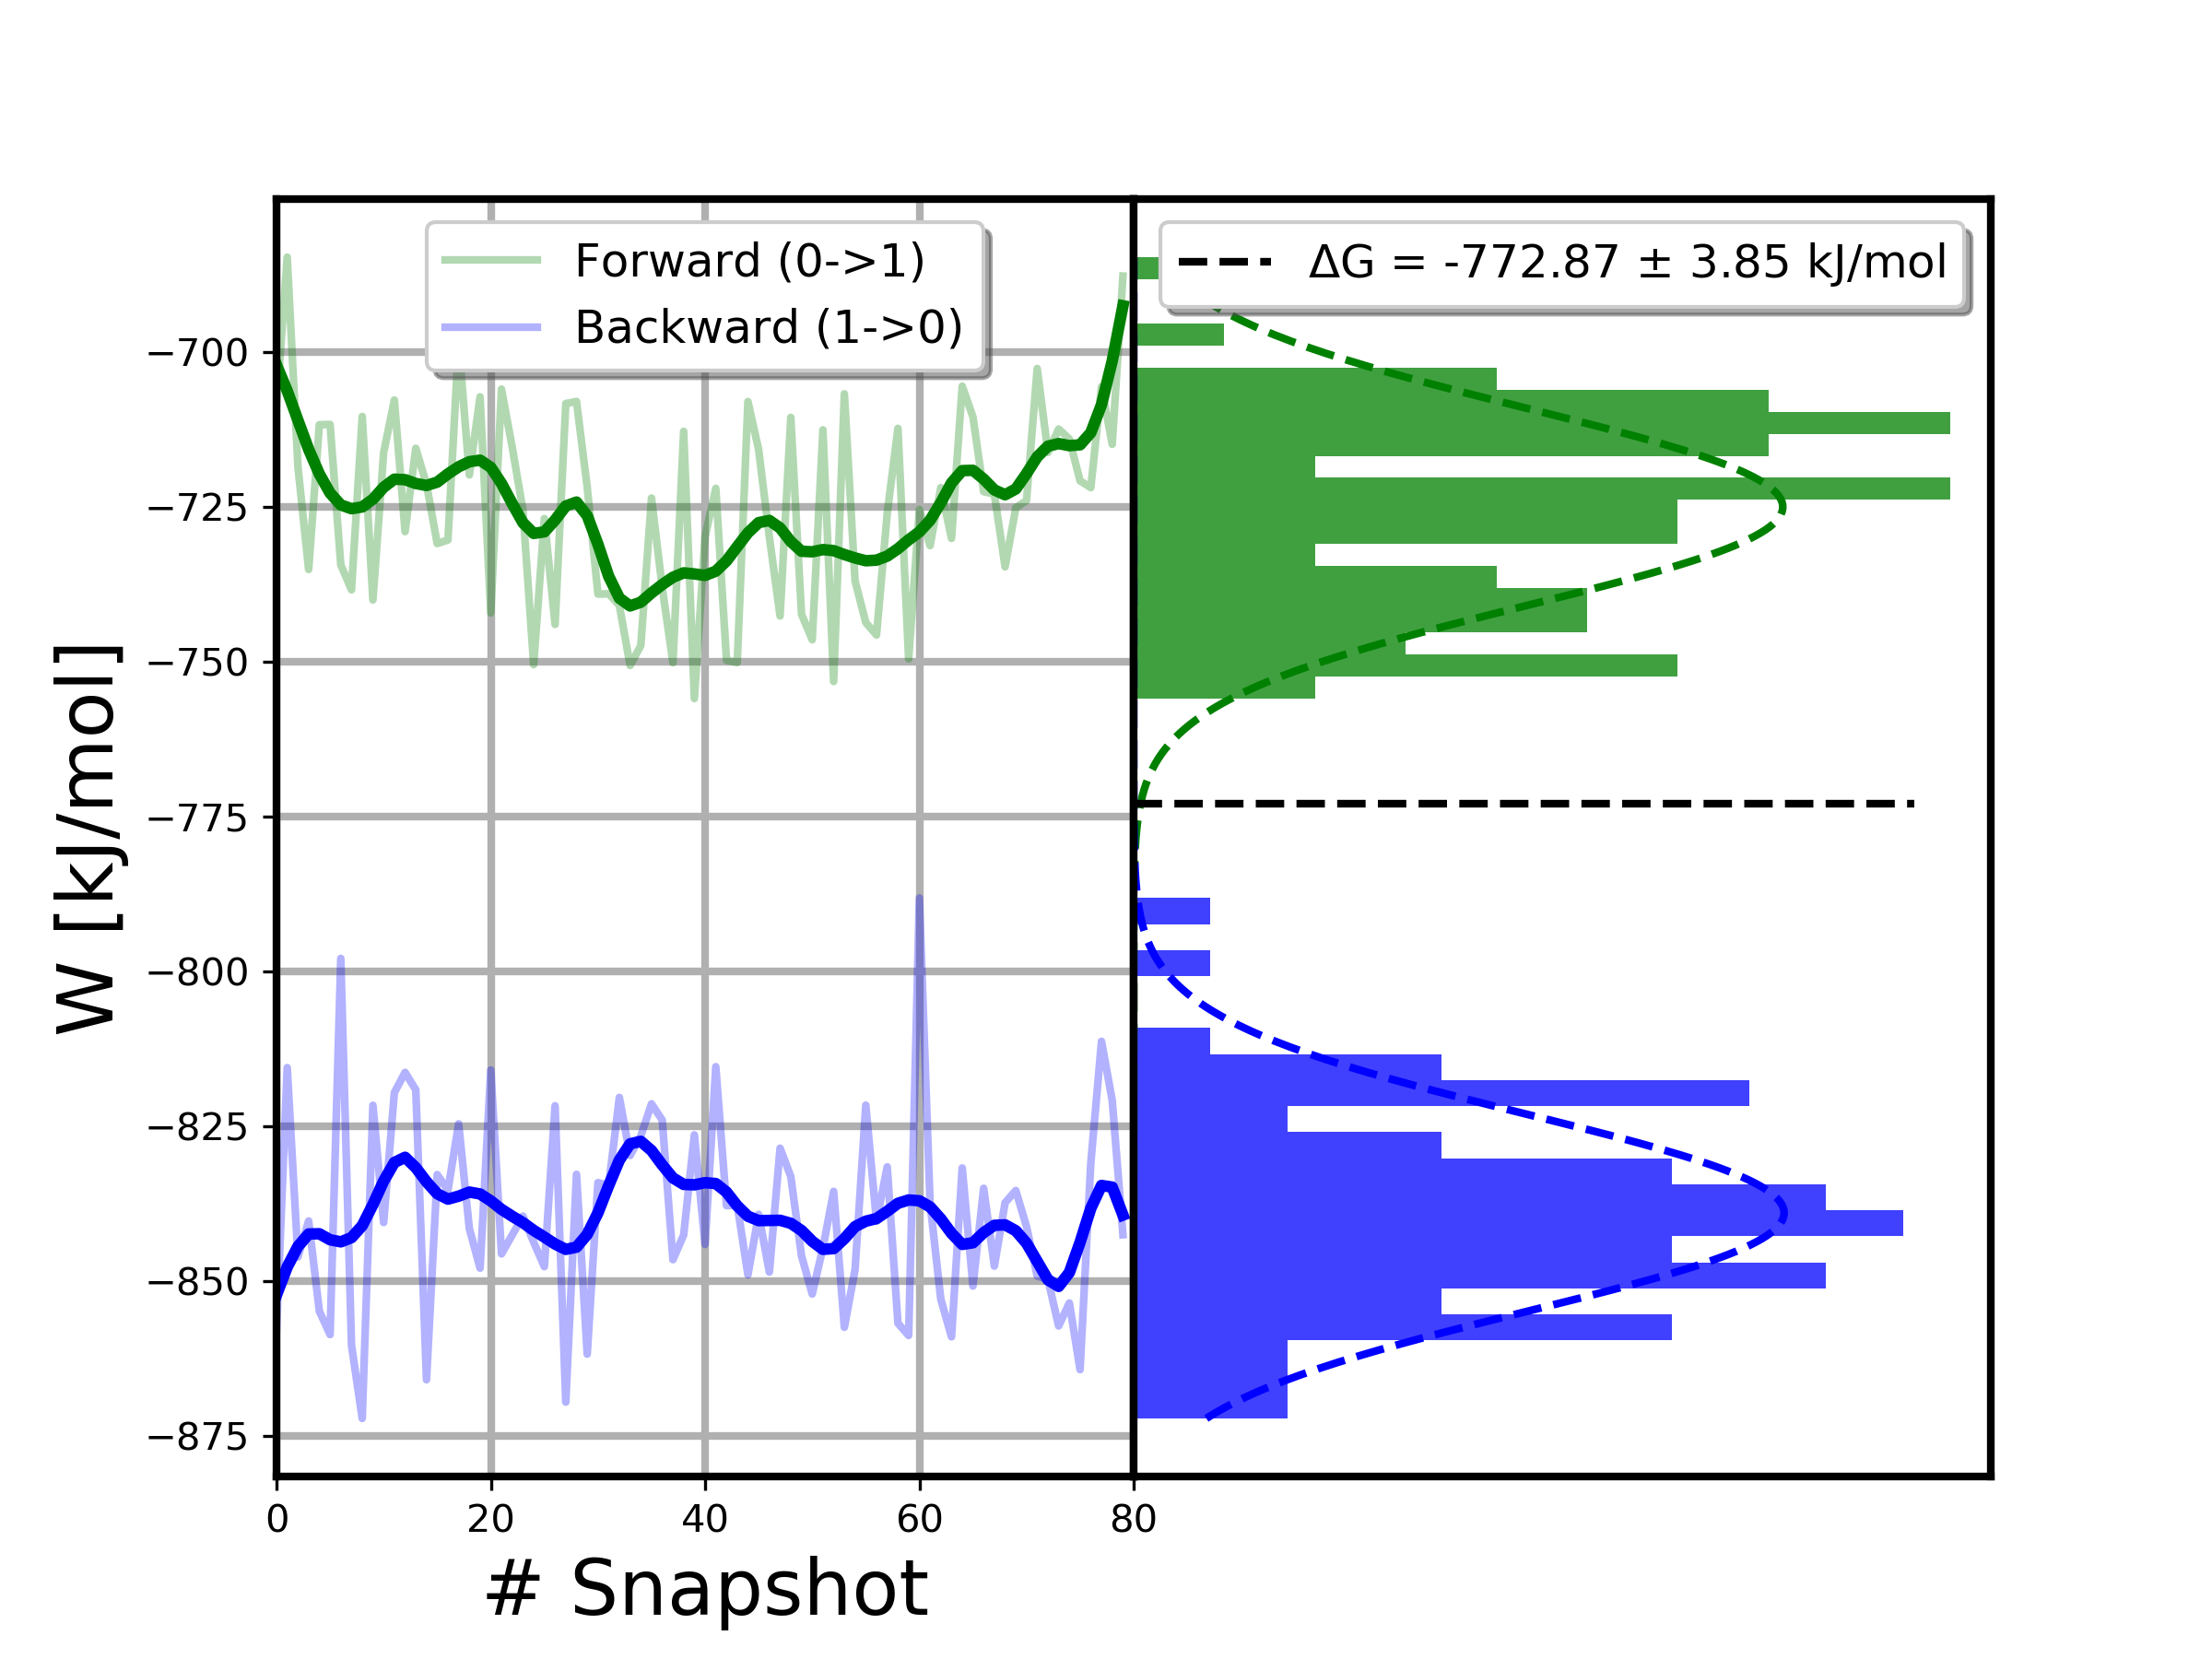 Forward (0->1)
Backward (1->0)
ΔG = -772.87 ± 3.85 kJ/mol
W [kJ/mol]
−700
−725
−750
−775
−800
−825
−850
−875
0 20 40 60 80
# Snapshot